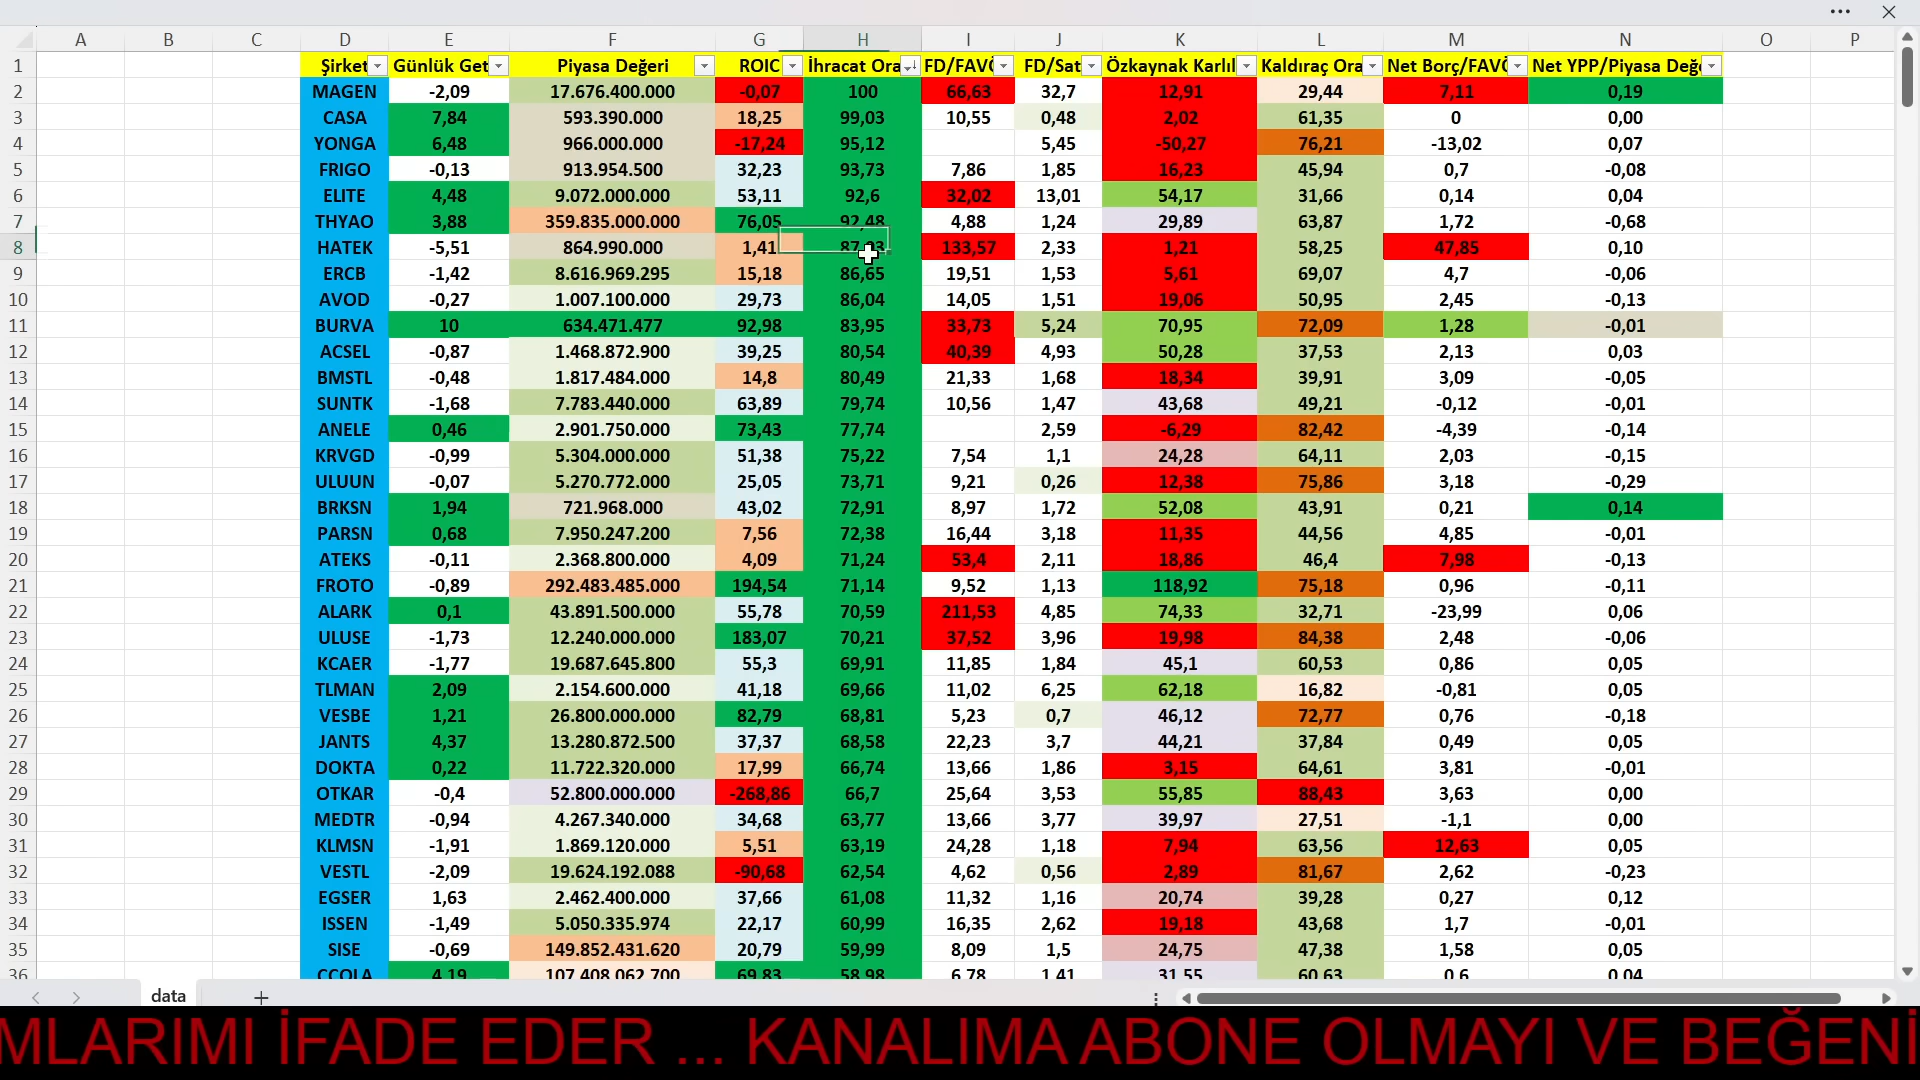 A B C D E F G H I J K L M N O P
1 Şirket Günlük Get Piyasa Değeri ROIC İhracat Ora FD/FAVÖ FD/Sat Özkaynak Karlıl Kaldıraç Ora Net Borç/FAVÖ Net YPP/Piyasa Değe
2 MAGEN -2,09 17.676.400.000 -0,07 100 66,63 32,7 12,91 29,44 7,11 0,19
3 CASA 7,84 593.390.000 18,25 99,03 10,55 0,48 2,02 61,35 0 0,00
4 YONGA 6,48 966.000.000 -17,24 95,12 5,45 -50,27 76,21 -13,02 0,07
5 FRIGO -0,13 913.954.500 32,23 93,73 7,86 1,85 16,23 45,94 0,7 -0,08
6 ELITE 4,48 9.072.000.000 53,11 92,6 32,02 13,01 54,17 31,66 0,14 0,04
7 THYAO 3,88 359.835.000.000 76,05 92,48 4,88 1,24 29,89 63,87 1,72 -0,68
8 HATEK -5,51 864.990.000 1,41 133,57 2,33 1,21 58,25 47,85 0,10
9 ERCB -1,42 8.616.969.295 15,18 86,65 19,51 1,53 5,61 69,07 4,7 -0,06
10 AVOD -0,27 1.007.100.000 29,73 86,04 14,05 1,51 19,06 50,95 2,45 -0,13
11 BURVA 10 634.471.477 92,98 83,95 33,73 5,24 70,95 72,09 1,28 -0,01
12 ACSEL -0,87 1.468.872.900 39,25 80,54 40,39 4,93 50,28 37,53 2,13 0,03
13 BMSTL -0,48 1.817.484.000 14,8 80,49 21,33 1,68 18,34 39,91 3,09 -0,05
14 SUNTK -1,68 7.783.440.000 63,89 79,74 10,56 1,47 43,68 49,21 -0,12 -0,01
15 ANELE 0,46 2.901.750.000 73,43 77,74 2,59 -6,29 82,42 -4,39 -0,14
16 KRVGD -0,99 5.304.000.000 51,38 75,22 7,54 1,1 24,28 64,11 2,03 -0,15
17 ULUUN -0,07 5.270.772.000 25,05 73,71 9,21 0,26 12,38 75,86 3,18 -0,29
18 BRKSN 1,94 721.968.000 43,02 72,91 8,97 1,72 52,08 43,91 0,21 0,14
19 PARSN 0,68 7.950.247.200 7,56 72,38 16,44 3,18 11,35 44,56 4,85 -0,01
20 ATEKS -0,11 2.368.800.000 4,09 71,24 53,4 2,11 18,86 46,4 7,98 -0,13
21 FROTO -0,89 292.483.485.000 194,54 71,14 9,52 1,13 118,92 75,18 0,96 -0,11
22 ALARK 0,1 43.891.500.000 55,78 70,59 211,53 4,85 74,33 32,71 -23,99 0,06
23 ULUSE -1,73 12.240.000.000 183,07 70,21 37,52 3,96 19,98 84,38 2,48 -0,06
24 KCAER -1,77 19.687.645.800 55,3 69,91 11,85 1,84 45,1 60,53 0,86 0,05
25 TLMAN 2,09 2.154.600.000 41,18 69,66 11,02 6,25 62,18 16,82 -0,81 0,05
26 VESBE 1,21 26.800.000.000 82,79 68,81 5,23 0,7 46,12 72,77 0,76 -0,18
27 JANTS 4,37 13.280.872.500 37,37 68,58 22,23 3,7 44,21 37,84 0,49 0,05
28 DOKTA 0,22 11.722.320.000 17,99 66,74 13,66 1,86 3,15 64,61 3,81 -0,01
29 OTKAR -0,4 52.800.000.000 -268,86 66,7 25,64 3,53 55,85 88,43 3,63 0,00
30 MEDTR -0,94 4.267.340.000 34,68 63,77 13,66 3,77 39,97 27,51 -1,1 0,00
31 KLMSN -1,91 1.869.120.000 5,51 63,19 24,28 1,18 7,94 63,56 12,63 0,05
32 VESTL -2,09 19.624.192.088 -90,68 62,54 4,62 0,56 2,89 81,67 2,62 -0,23
33 EGSER 1,63 2.462.400.000 37,66 61,08 11,32 1,16 20,74 39,28 0,27 0,12
34 ISSEN -1,49 5.050.335.974 22,17 60,99 16,35 2,62 19,18 43,68 1,7 -0,01
35 SISE -0,69 149.852.431.620 20,79 59,99 8,09 1,5 24,75 47,38 1,58 0,05
36 CCOLA 4,19 107.408.062.700 69,83 58,98 6,78 1,41 31,55 60,63 0,6 0,04
data
MLARIMI İFADE EDER ... KANALIMA ABONE OLMAYI VE BEĞENİ